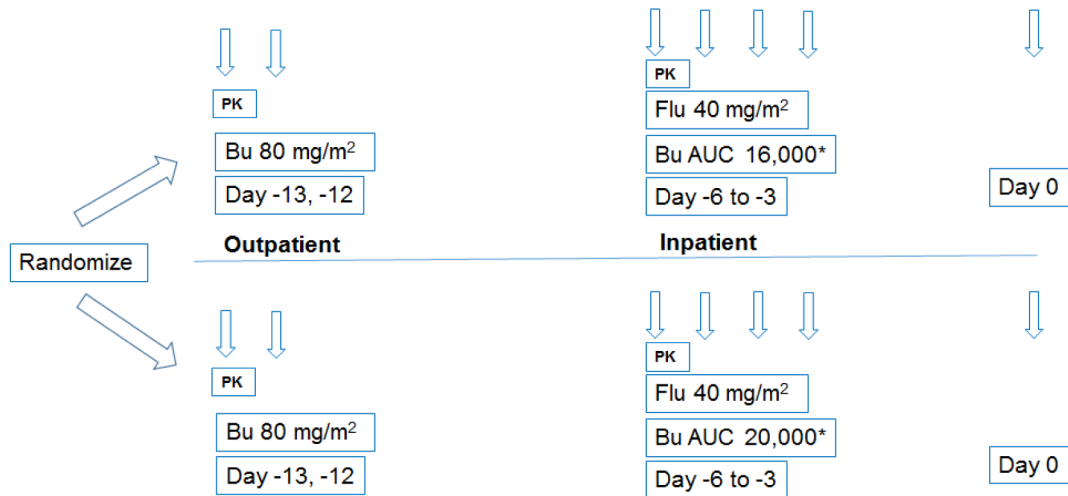 PK
Bu 80 mg/m²
Day -13, -12
PK
Flu 40 mg/m²
Bu AUC 16,000*
Day -6 to -3
Day 0
Randomize
Outpatient
Inpatient
PK
Bu 80 mg/m²
Day -13, -12
PK
Flu 40 mg/m²
Bu AUC 20,000*
Day -6 to -3
Day 0